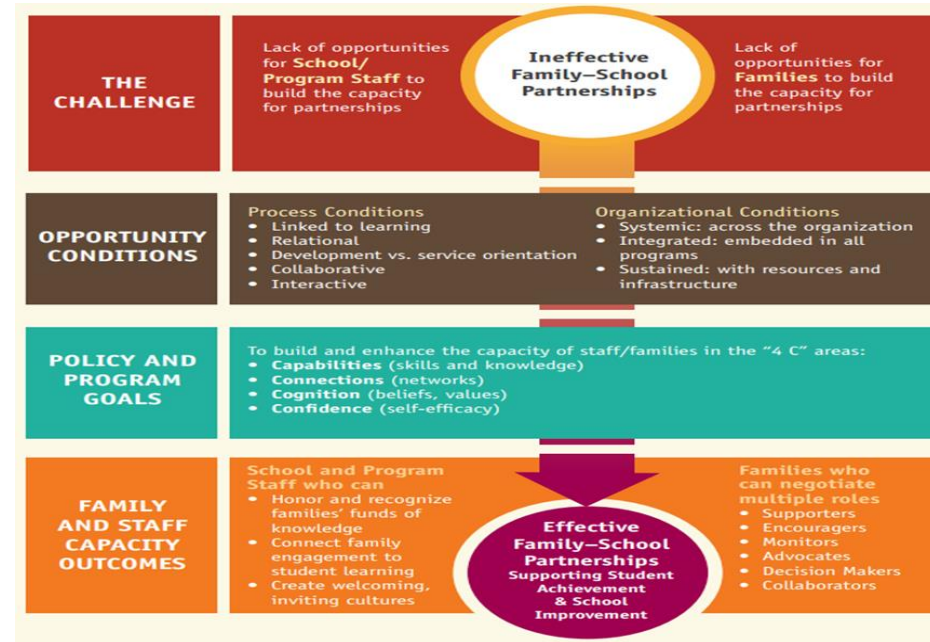 THE
CHALLENGE
Lack of opportunities
for School/
Program Staff to
build the capacity
for partnerships
Ineffective
Family–School
Partnerships
Lack of
opportunities for
Families to build
the capacity for
partnerships
OPPORTUNITY
CONDITIONS
Process Conditions
• Linked to learning
• Relational
• Development vs. service orientation
• Collaborative
• Interactive
Organizational Conditions
• Systemic: across the organization
• Integrated: embedded in all
programs
• Sustained: with resources and
infrastructure
POLICY AND
PROGRAM
GOALS
To build and enhance the capacity of staff/families in the “4 C” areas:
• Capabilities (skills and knowledge)
• Connections (networks)
• Cognition (beliefs, values)
• Confidence (self-efficacy)
FAMILY
AND STAFF
CAPACITY
OUTCOMES
School and Program
Staff who can
• Honor and recognize
families’ funds of
knowledge
• Connect family
engagement to
student learning
• Create welcoming,
inviting cultures
Effective
Family–School
Partnerships
Supporting Student
Achievement
& School
Improvement
Families who
can negotiate
multiple roles
• Supporters
• Encouragers
• Monitors
• Advocates
• Decision Makers
• Collaborators